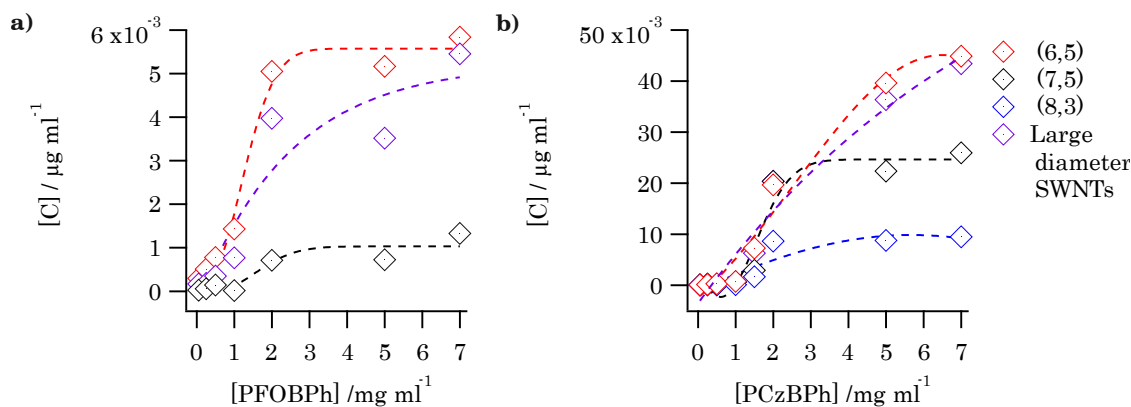 a)
6 x10⁻³
5
4
3
2
1
0
[C] / µg ml⁻¹
0 1 2 3 4 5 6 7
[PFOBPh] /mg ml⁻¹
b)
50 x10⁻³
40
30
20
10
0
[C] / µg ml⁻¹
0 1 2 3 4 5 6 7
[PCzBPh] /mg ml⁻¹
(6,5)
(7,5)
(8,3)
Large
diameter
SWNTs